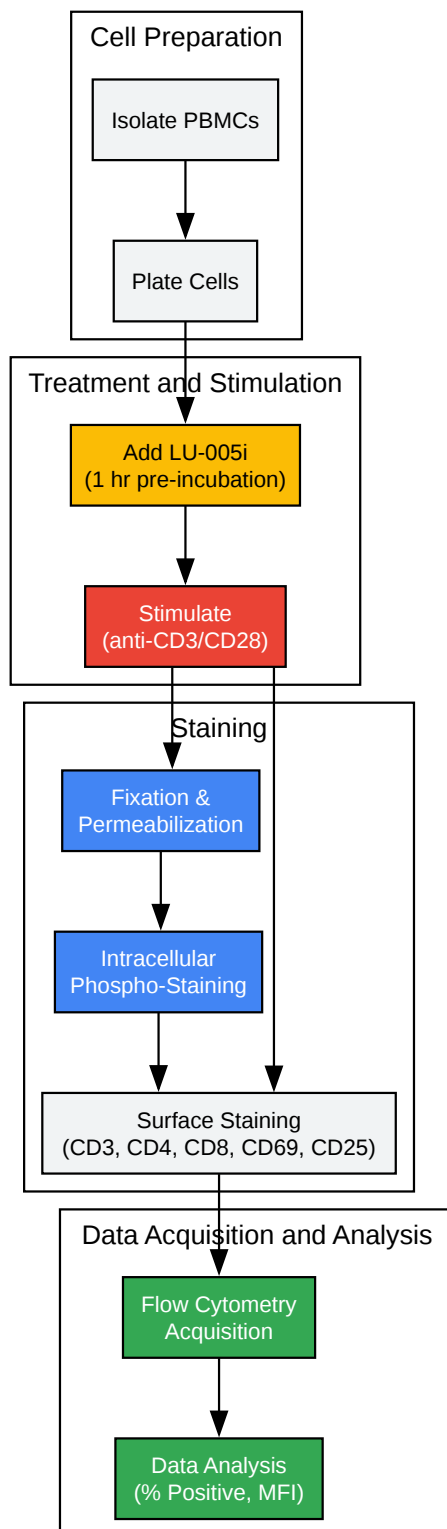 Cell Preparation
Isolate PBMCs
Plate Cells
Treatment and Stimulation
Add LU-005i
(1 hr pre-incubation)
Stimulate
(anti-CD3/CD28)
Staining
Fixation &
Permeabilization
Intracellular
Phospho-Staining
Surface Staining
(CD3, CD4, CD8, CD69, CD25)
Data Acquisition and Analysis
Flow Cytometry
Acquisition
Data Analysis
(% Positive, MFI)